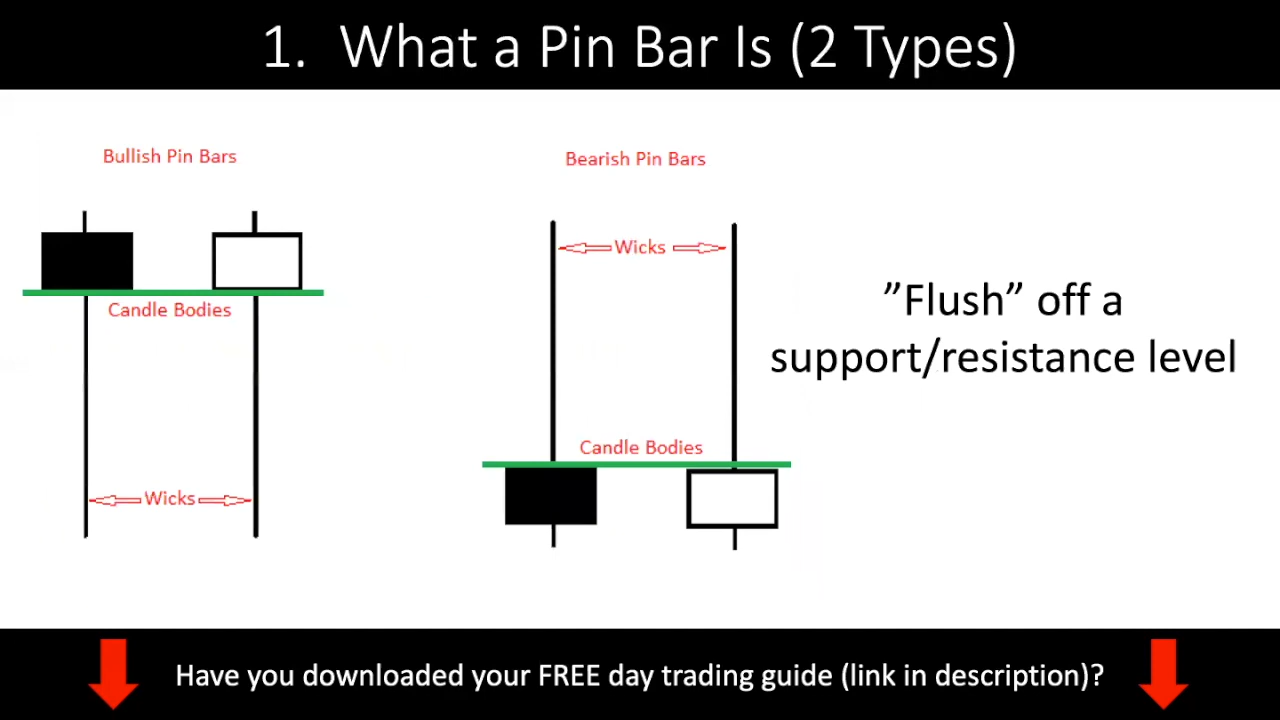 1. What a Pin Bar Is (2 Types)
Bullish Pin Bars
Candle Bodies
Wicks
Bearish Pin Bars
Wicks
Candle Bodies
”Flush” off a
support/resistance level
Have you downloaded your FREE day trading guide (link in description)?